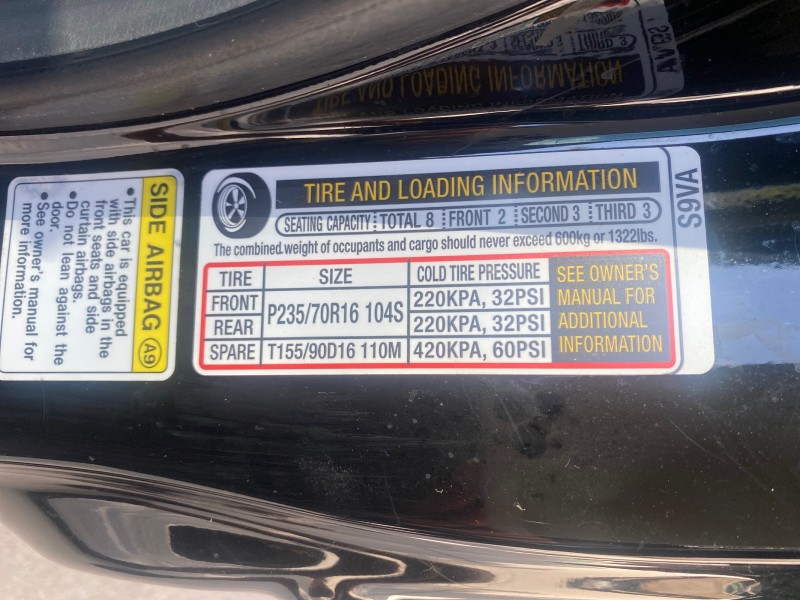 SIDE AIRBAG A9
• This car is equipped
with side airbags in the
front seats and side
curtain airbags.
• Do not lean against the
door.
• See owner's manual for
more information.
TIRE AND LOADING INFORMATION
SEATING CAPACITY TOTAL 8 FRONT 2 SECOND 3 THIRD 3
The combined weight of occupants and cargo should never exceed 600kg or 1322lbs.
TIRE SIZE COLD TIRE PRESSURE
FRONT P235/70R16 104S 220KPA, 32PSI
REAR 220KPA, 32PSI
SPARE T155/90D16 110M 420KPA, 60PSI
SEE OWNER'S
MANUAL FOR
ADDITIONAL
INFORMATION
S9VA
TIRE AND LOADING INFORMATION